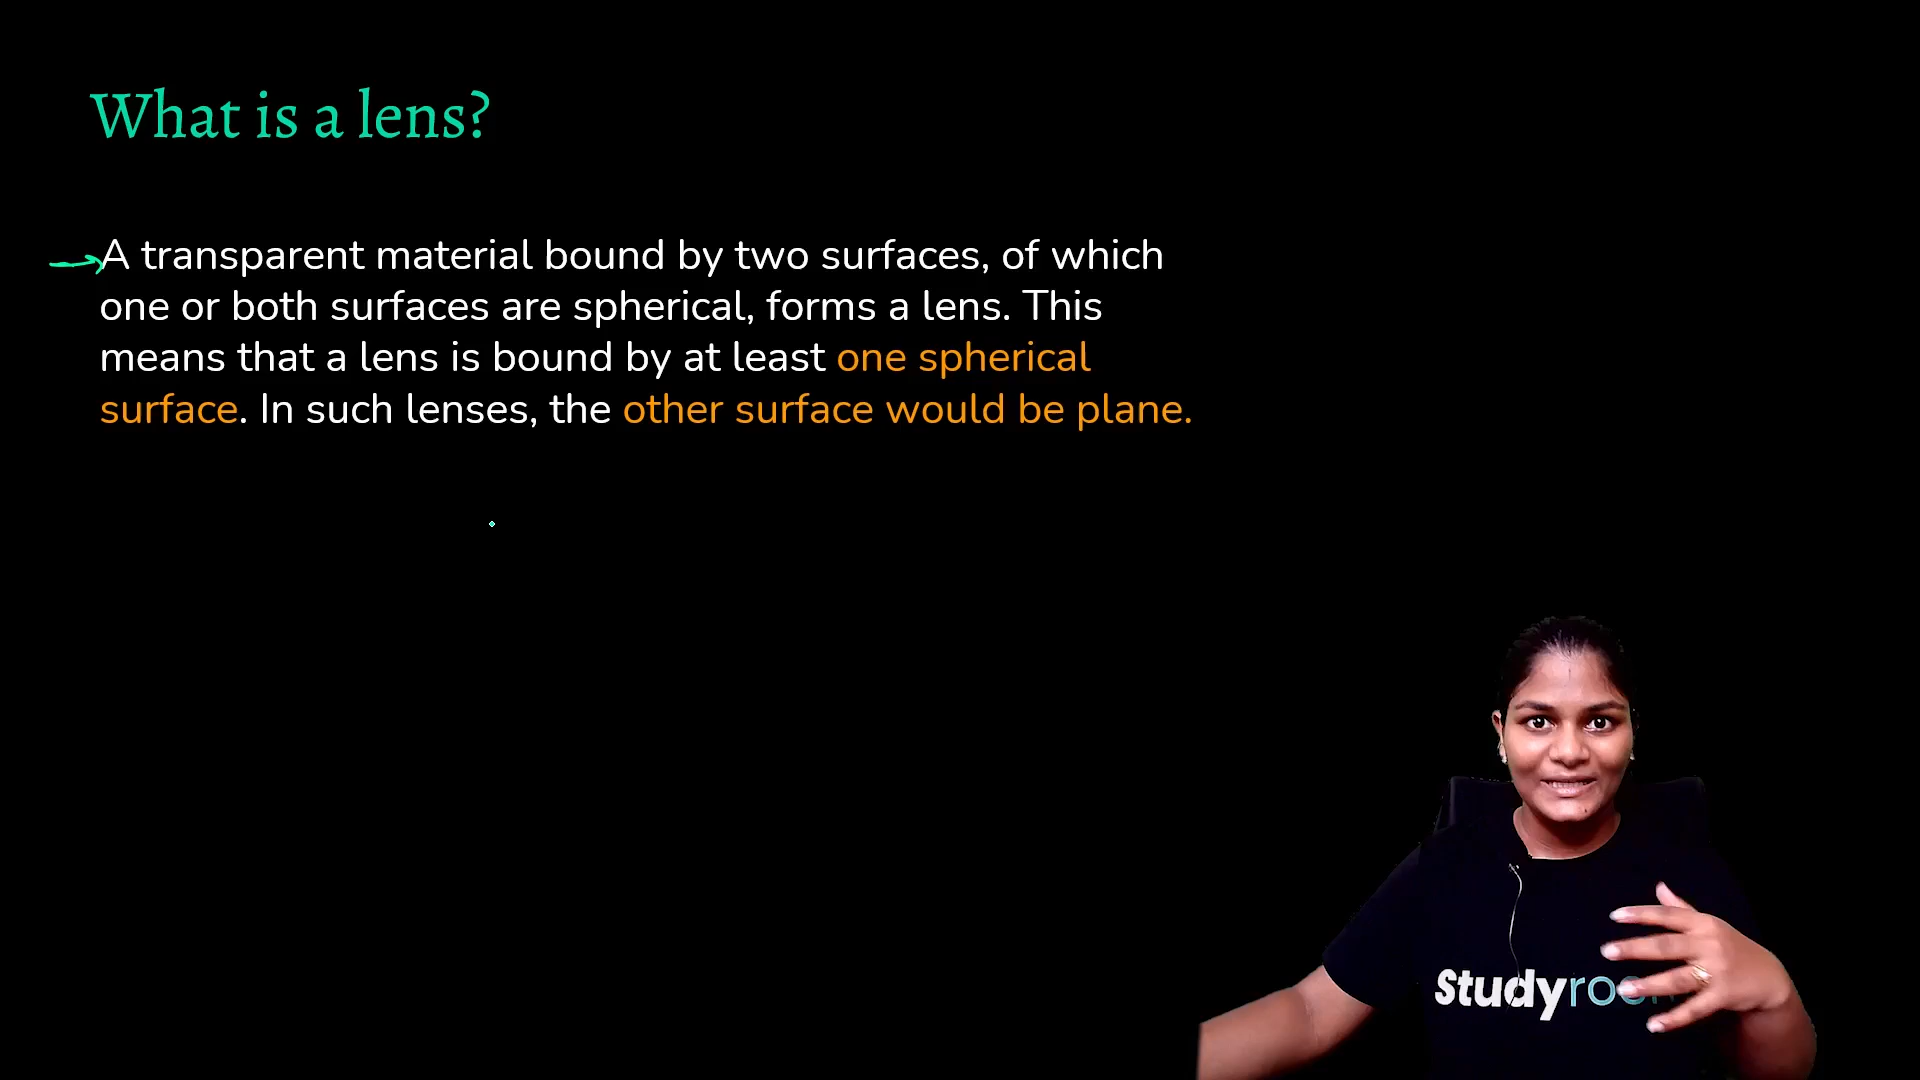 What is a lens?
A transparent material bound by two surfaces, of which
one or both surfaces are spherical, forms a lens. This
means that a lens is bound by at least one spherical
surface. In such lenses, the other surface would be plane.
Studyroom